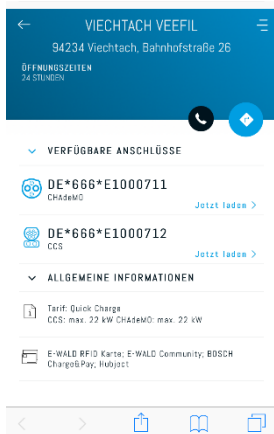 VIECHTACH VEEFIL
94234 Viechtach, Bahnhofstraße 26
ÖFFNUNGSZEITEN
24 STUNDEN
VERFÜGBARE ANSCHLÜSSE
DE*666*E1000711
CHAdeMO
Jetzt laden >
DE*666*E1000712
CCS
Jetzt laden >
ALLGEMEINE INFORMATIONEN
Tarif: Quick Charge
CCS: max. 22 kW CHAdeMO: max. 22 kW
E-WALD RFID Karte; E-WALD Community; BOSCH
Charge&Pay, Hubject